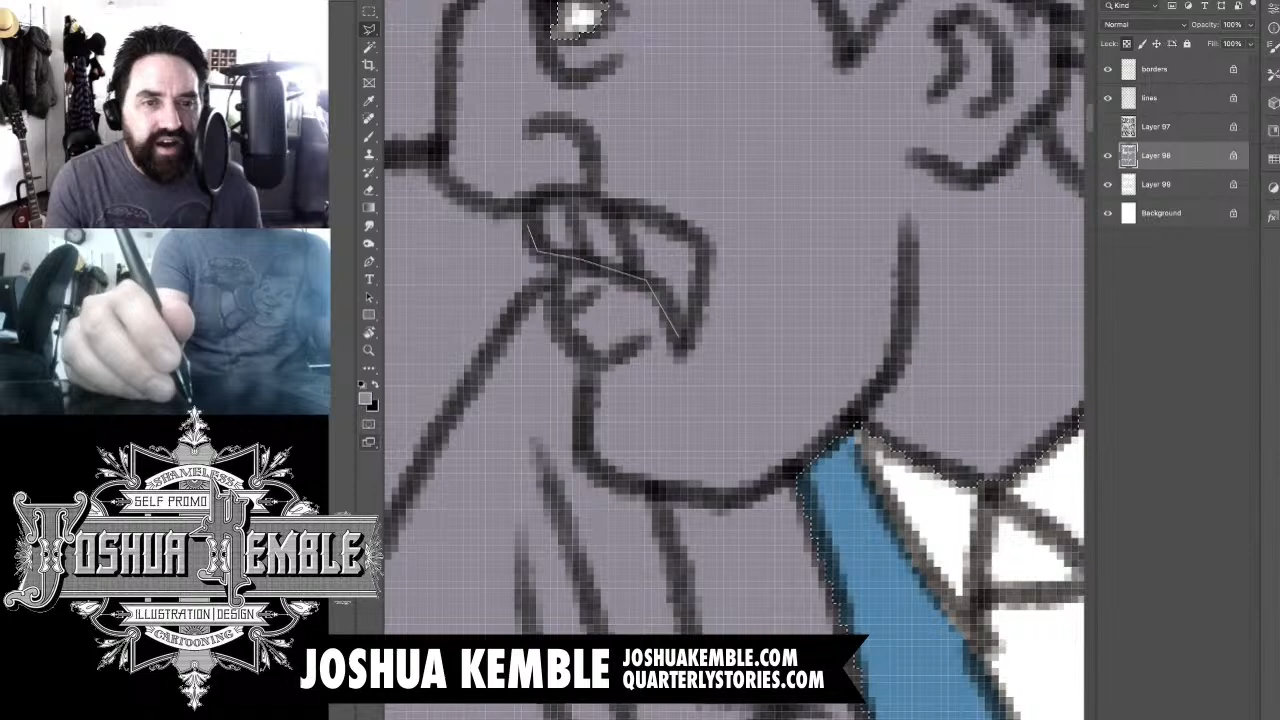 Kind
Normal
Opacity: 100%
Lock:
Fill: 100%
borders
lines
Layer 97
Layer 98
Layer 99
Background
SHAMELESS
SELF PROMO
JOSHUA KEMBLE
ILLUSTRATION | DESIGN
CARTOONING
JOSHUA KEMBLE
JOSHUAKEMBLE.COM
QUARTERLYSTORIES.COM